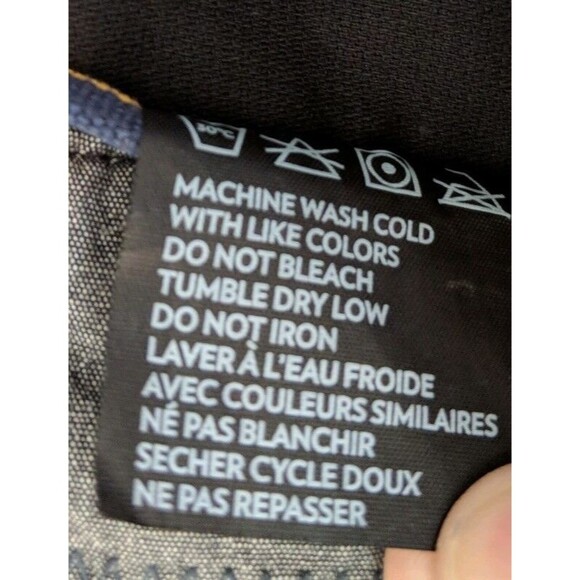 30°C
MACHINE WASH COLD
WITH LIKE COLORS
DO NOT BLEACH
TUMBLE DRY LOW
DO NOT IRON
LAVER À L'EAU FROIDE
AVEC COULEURS SIMILAIRES
NÉ PAS BLANCHIR
SECHER CYCLE DOUX
NE PAS REPASSER